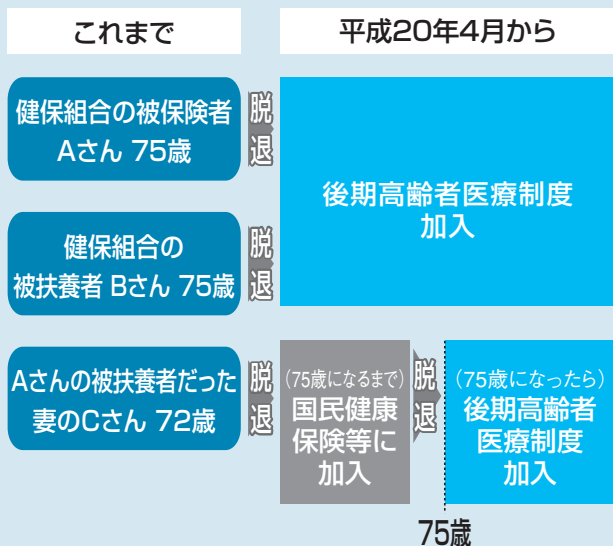 これまで
平成20年4月から
健保組合の被保険者
Aさん 75歳
脱退
後期高齢者医療制度
加入
健保組合の
被扶養者 Bさん 75歳
脱退
Aさんの被扶養者だった
妻のCさん 72歳
脱退
(75歳になるまで)
国民健康
保険等に
加入
脱退
(75歳になったら)
後期高齢者
医療制度
加入
75歳